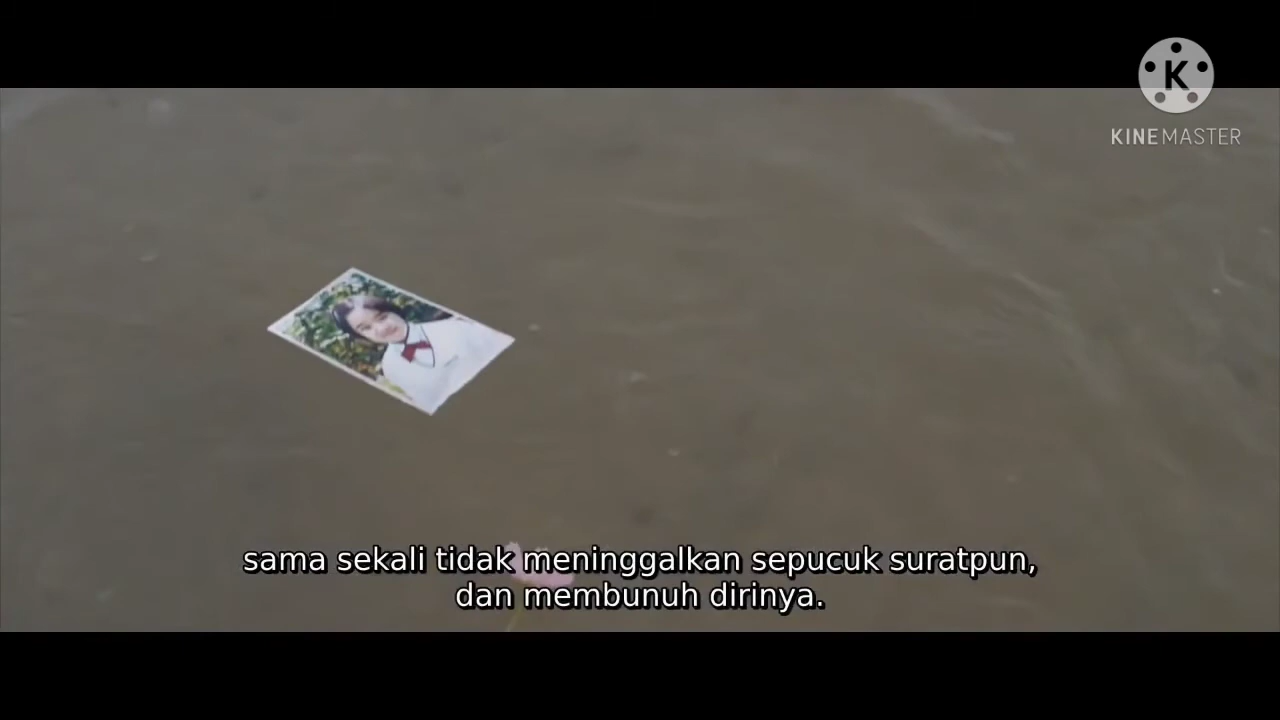 K
KINEMASTER
sama sekali tidak meninggalkan sepucuk suratpun,
dan membunuh dirinya.